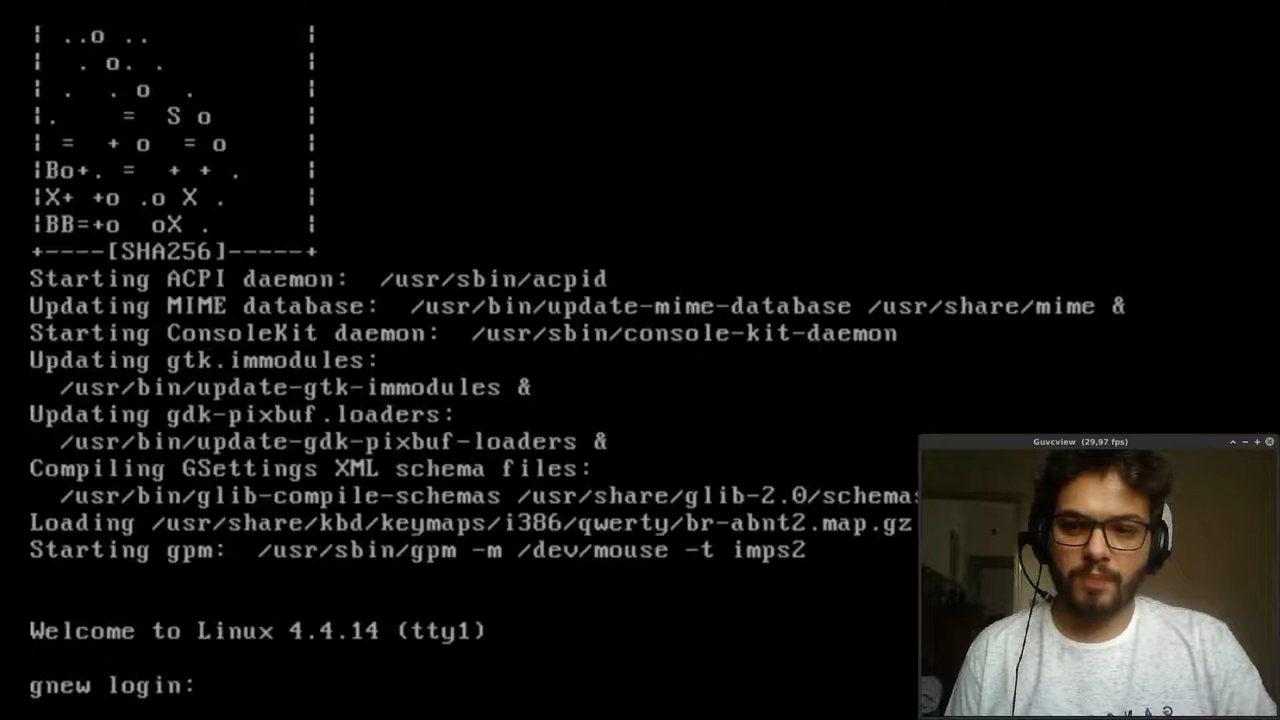 | ..o ..            |
|   . o. .          |
| .   . o   .       |
|.     =  S o       |
| =   + o   = o     |
|Bo+. =   + + .     |
|X+ +o .o X .       |
|BB=+o  oX .        |
+----[SHA256]-----+
Starting ACPI daemon:  /usr/sbin/acpid
Updating MIME database:  /usr/bin/update-mime-database /usr/share/mime &
Starting ConsoleKit daemon:  /usr/sbin/console-kit-daemon
Updating gtk.immodules:
  /usr/bin/update-gtk-immodules &
Updating gdk-pixbuf.loaders:
  /usr/bin/update-gdk-pixbuf-loaders &
Compiling GSettings XML schema files:
  /usr/bin/glib-compile-schemas /usr/share/glib-2.0/schemas
Loading /usr/share/kbd/keymaps/i386/qwerty/br-abnt2.map.gz
Starting gpm:  /usr/sbin/gpm -m /dev/mouse -t imps2
Welcome to Linux 4.4.14 (tty1)
gnew login:
Guvcview (29,97 fps)